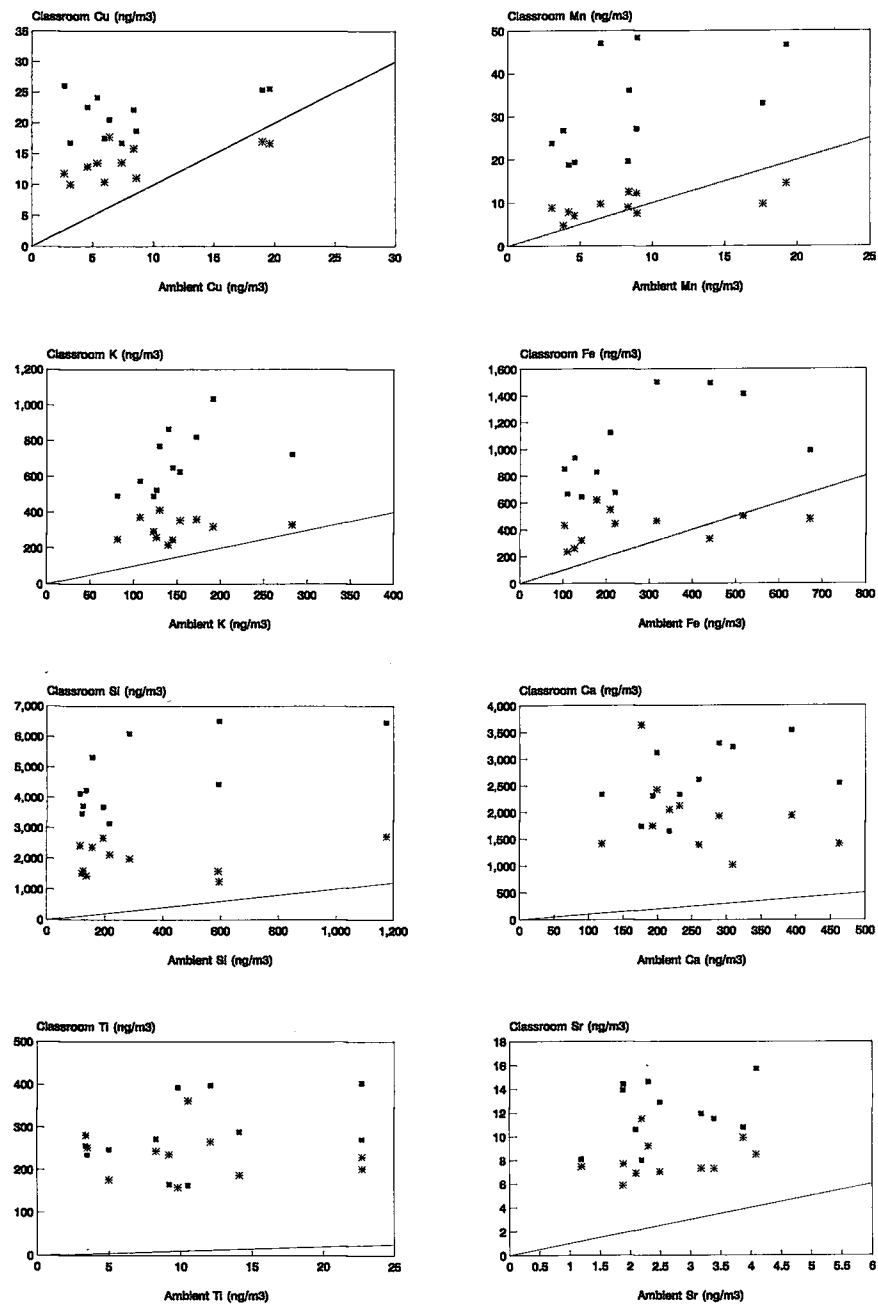 Classroom Cu (ng/m3)
35
30
25
20
15
10
5
0
0 5 10 15 20 25 30
Ambient Cu (ng/m3)
Classroom Mn (ng/m3)
50
40
30
20
10
0
0 5 10 15 20 25
Ambient Mn (ng/m3)
Classroom K (ng/m3)
1,200
1,000
800
600
400
200
0
0 50 100 150 200 250 300 350 400
Ambient K (ng/m3)
Classroom Fe (ng/m3)
1,600
1,400
1,200
1,000
800
600
400
200
0
0 100 200 300 400 500 600 700 800
Ambient Fe (ng/m3)
Classroom Si (ng/m3)
7,000
6,000
5,000
4,000
3,000
2,000
1,000
0
0 200 400 600 800 1,000 1,200
Ambient Si (ng/m3)
Classroom Ca (ng/m3)
4,000
3,500
3,000
2,500
2,000
1,500
1,000
500
0
0 50 100 150 200 250 300 350 400 450 500
Ambient Ca (ng/m3)
Classroom Ti (ng/m3)
500
400
300
200
100
0
0 5 10 15 20 25
Ambient Ti (ng/m3)
Classroom Sr (ng/m3)
18
16
14
12
10
8
6
4
2
0
0 0.5 1 1.5 2 2.5 3 3.5 4 4.5 5 5.5 6
Ambient Sr (ng/m3)